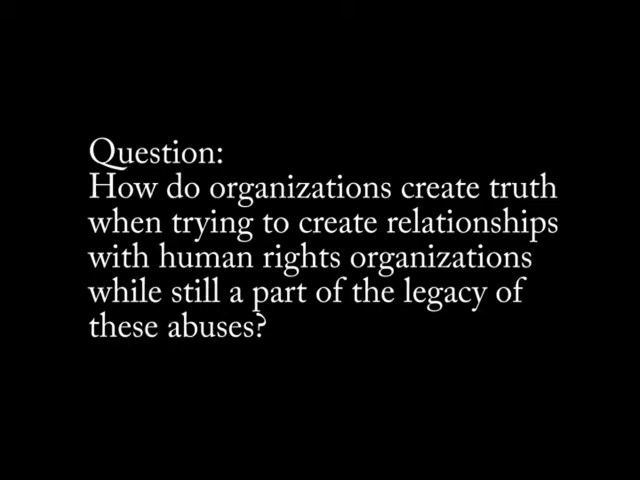 Question:
How do organizations create truth
when trying to create relationships
with human rights organizations
while still a part of the legacy of
these abuses?